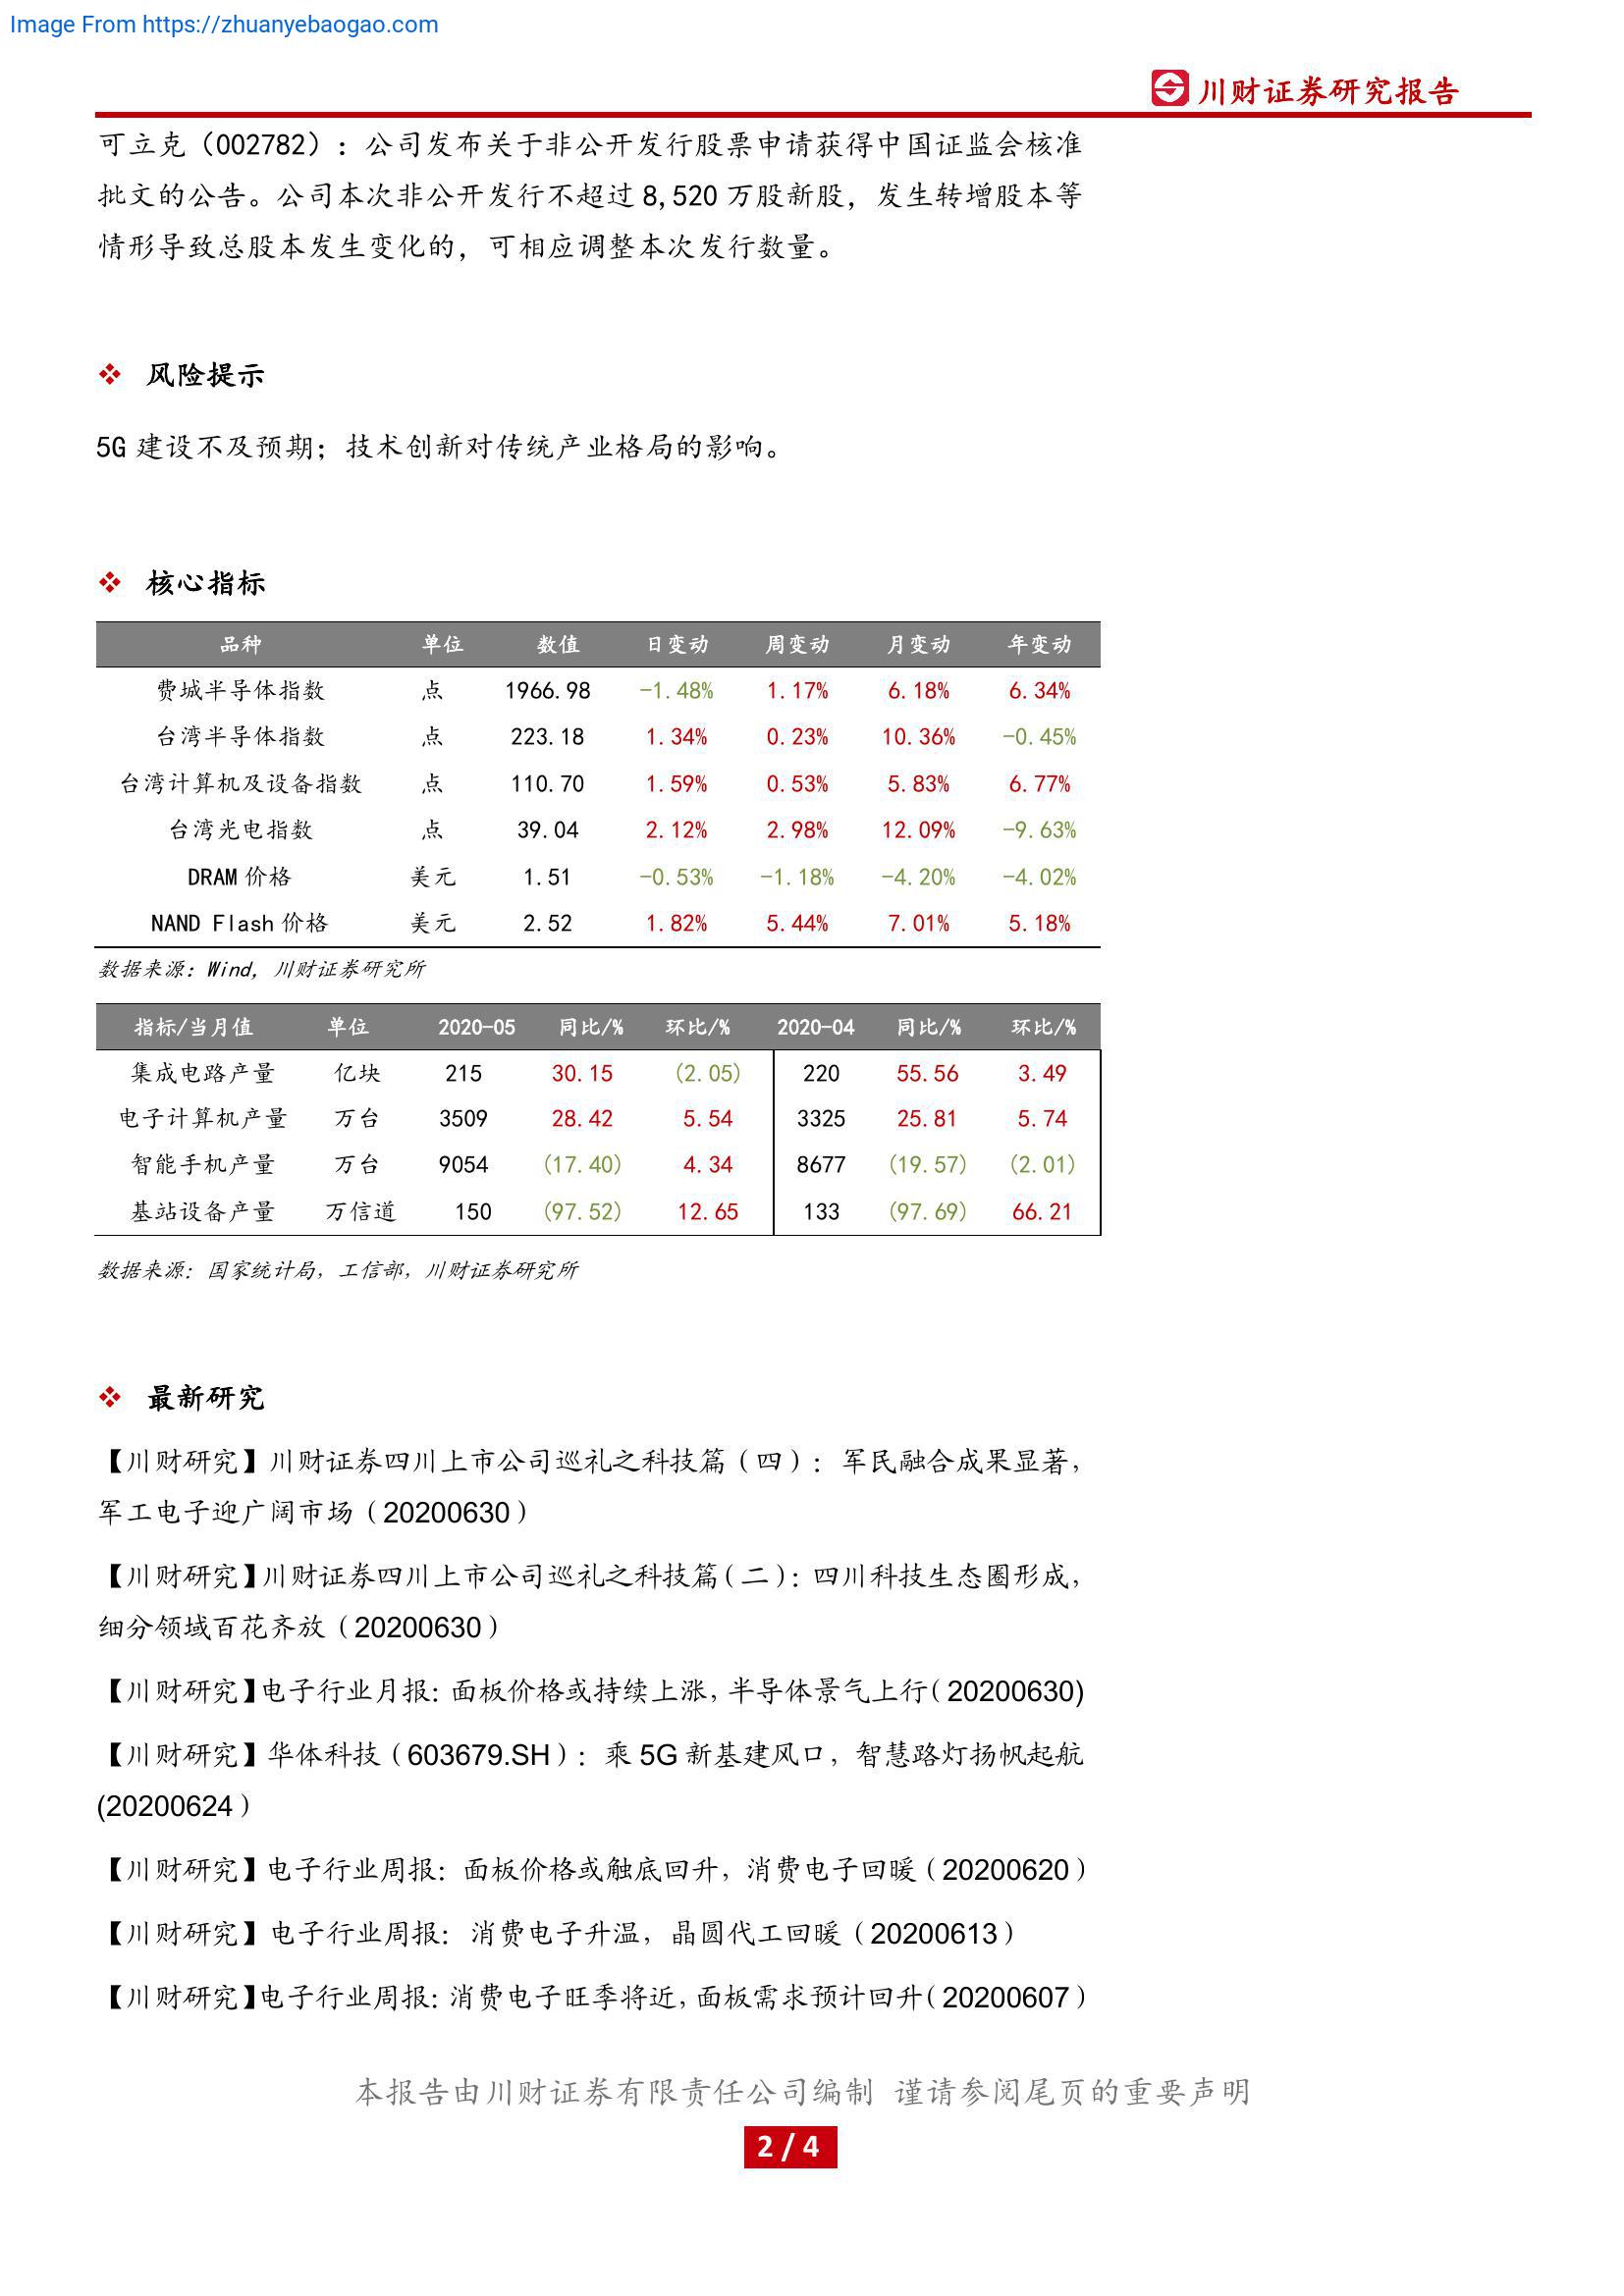 Image From https://zhuanyebaogao.com
川财证券研究报告
可立克（002782）：公司发布关于非公开发行股票申请获得中国证监会核准
批文的公告。公司本次非公开发行不超过 8,520 万股新股，发生转增股本等
情形导致总股本发生变化的，可相应调整本次发行数量。
❖ 风险提示
5G 建设不及预期；技术创新对传统产业格局的影响。
❖ 核心指标
品种 单位 数值 日变动 周变动 月变动 年变动
费城半导体指数 点 1966.98 -1.48% 1.17% 6.18% 6.34%
台湾半导体指数 点 223.18 1.34% 0.23% 10.36% -0.45%
台湾计算机及设备指数 点 110.70 1.59% 0.53% 5.83% 6.77%
台湾光电指数 点 39.04 2.12% 2.98% 12.09% -9.63%
DRAM 价格 美元 1.51 -0.53% -1.18% -4.20% -4.02%
NAND Flash 价格 美元 2.52 1.82% 5.44% 7.01% 5.18%
数据来源：Wind，川财证券研究所
指标/当月值 单位 2020-05 同比/% 环比/% 2020-04 同比/% 环比/%
集成电路产量 亿块 215 30.15 (2.05) 220 55.56 3.49
电子计算机产量 万台 3509 28.42 5.54 3325 25.81 5.74
智能手机产量 万台 9054 (17.40) 4.34 8677 (19.57) (2.01)
基站设备产量 万信道 150 (97.52) 12.65 133 (97.69) 66.21
数据来源：国家统计局，工信部，川财证券研究所
❖ 最新研究
【川财研究】川财证券四川上市公司巡礼之科技篇（四）：军民融合成果显著，
军工电子迎广阔市场（20200630）
【川财研究】川财证券四川上市公司巡礼之科技篇（二）：四川科技生态圈形成，
细分领域百花齐放（20200630）
【川财研究】电子行业月报：面板价格或持续上涨，半导体景气上行（20200630)
【川财研究】华体科技（603679.SH）：乘 5G 新基建风口，智慧路灯扬帆起航
(20200624）
【川财研究】电子行业周报：面板价格或触底回升，消费电子回暖（20200620）
【川财研究】电子行业周报：消费电子升温，晶圆代工回暖（20200613）
【川财研究】电子行业周报：消费电子旺季将近，面板需求预计回升（20200607）
本报告由川财证券有限责任公司编制 谨请参阅尾页的重要声明
2 / 4